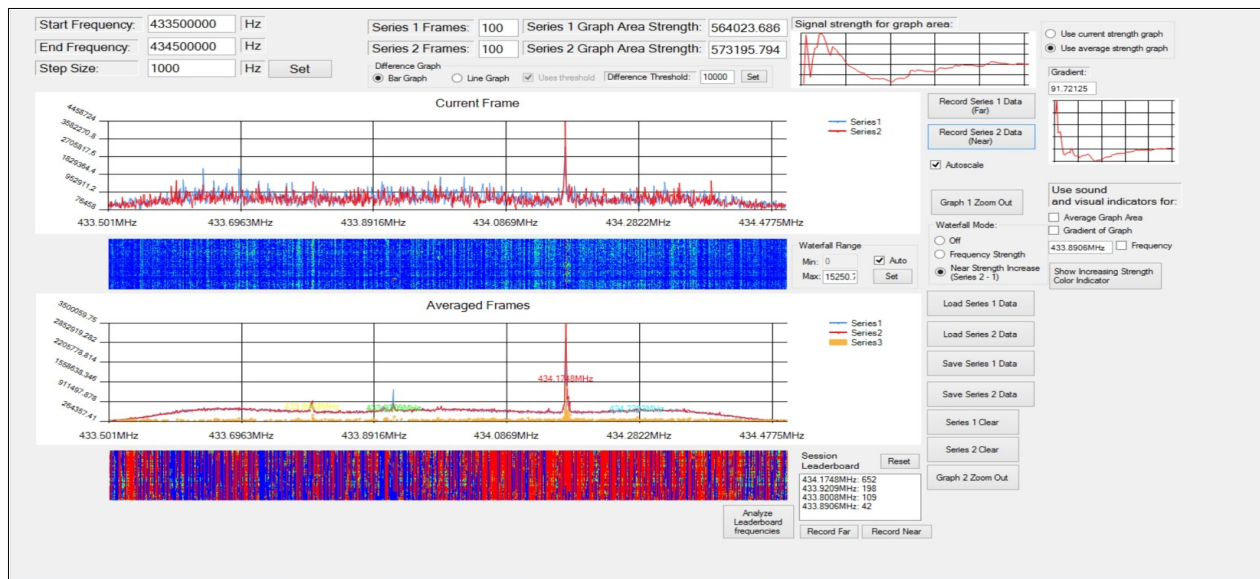 Start Frequency: 433500000 Hz
End Frequency: 434500000 Hz
Step Size: 1000 Hz Set
Series 1 Frames: 100 Series 1 Graph Area Strength: 564023.686
Series 2 Frames: 100 Series 2 Graph Area Strength: 573195.794
Difference Graph
Bar Graph Line Graph Uses threshold Difference Threshold: 10000 Set
Signal strength for graph area:
Use current strength graph
Use average strength graph
Gradient:
91.72125
Current Frame
4458724
3582270.8
2705817.6
1829364.4
952911.2
76458
433.501MHz 433.6963MHz 433.8916MHz 434.0869MHz 434.2822MHz 434.4775MHz
Series1
Series2
Record Series 1 Data
(Far)
Record Series 2 Data
(Near)
Autoscale
Graph 1 Zoom Out
Waterfall Mode:
Off
Frequency Strength
Near Strength Increase
(Series 2 - 1)
Use sound
and visual indicators for:
Average Graph Area
Gradient of Graph
433.8906MHz Frequency
Show Increasing Strength
Color Indicator
Waterfall Range
Min: 0 Auto
Max: 15250.7 Set
Averaged Frames
3500059.75
2852919.282
2205778.814
1558638.346
911497.878
264357.41
434.1748MHz
433.501MHz 433.6963MHz 433.8916MHz 434.0869MHz 434.2822MHz 434.4775MHz
Series1
Series2
Series3
Load Series 1 Data
Load Series 2 Data
Save Series 1 Data
Save Series 2 Data
Series 1 Clear
Series 2 Clear
Graph 2 Zoom Out
Session
Leaderboard
Reset
434.1748MHz: 652
433.9209MHz: 198
433.8008MHz: 109
433.8906MHz: 42
Analyze
Leaderboard
frequencies
Record Far Record Near